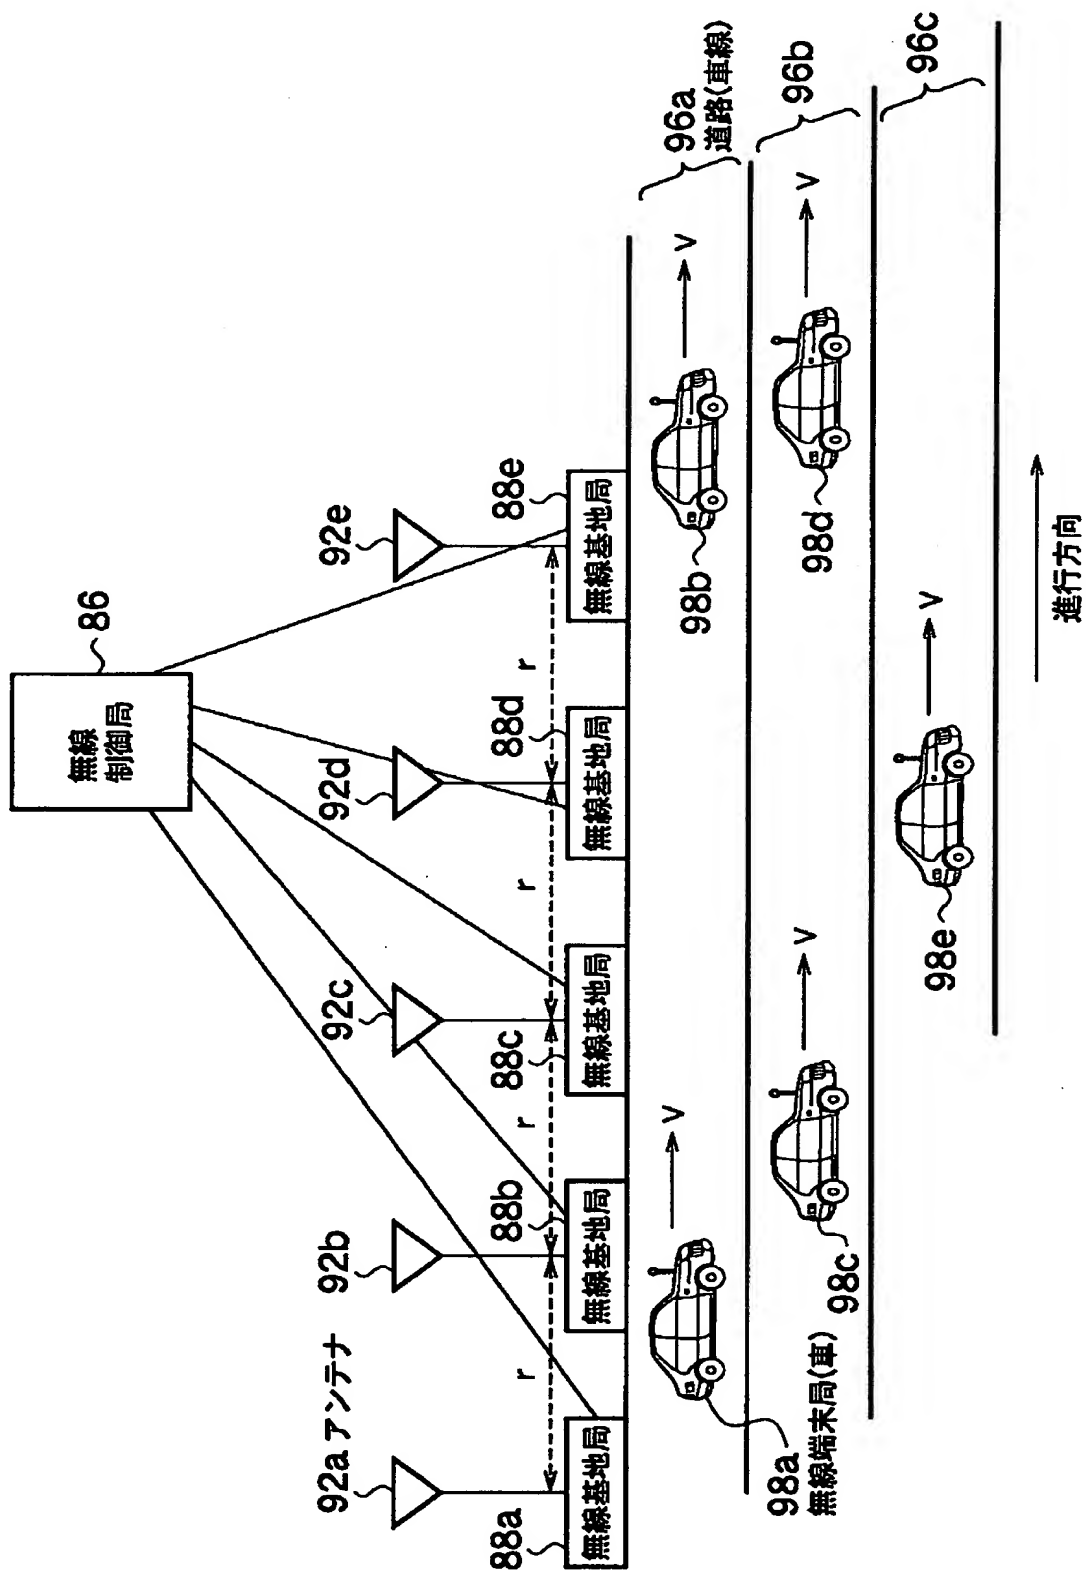 無線
制御局
86
92a アンテナ
92b
92c
92d
92e
88a
無線基地局
88b
無線基地局
88c
無線基地局
88d
無線基地局
88e
無線基地局
r
r
r
r
96a
道路(車線)
96b
96c
V
98a
無線端末局(車)
V
98b
V
98c
V
98d
V
98e
進行方向